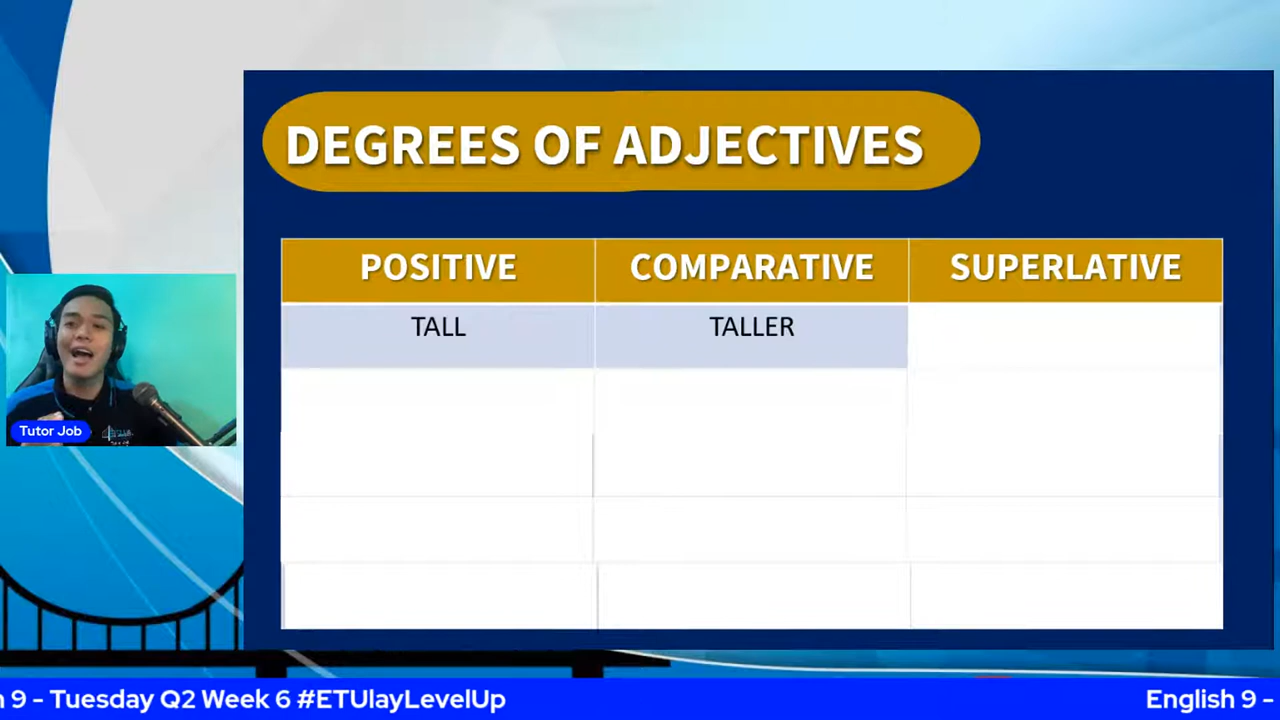 DEGREES OF ADJECTIVES
POSITIVE COMPARATIVE SUPERLATIVE
TALL TALLER
Tutor Job
9 - Tuesday Q2 Week 6 #ETUlayLevelUp English 9 -